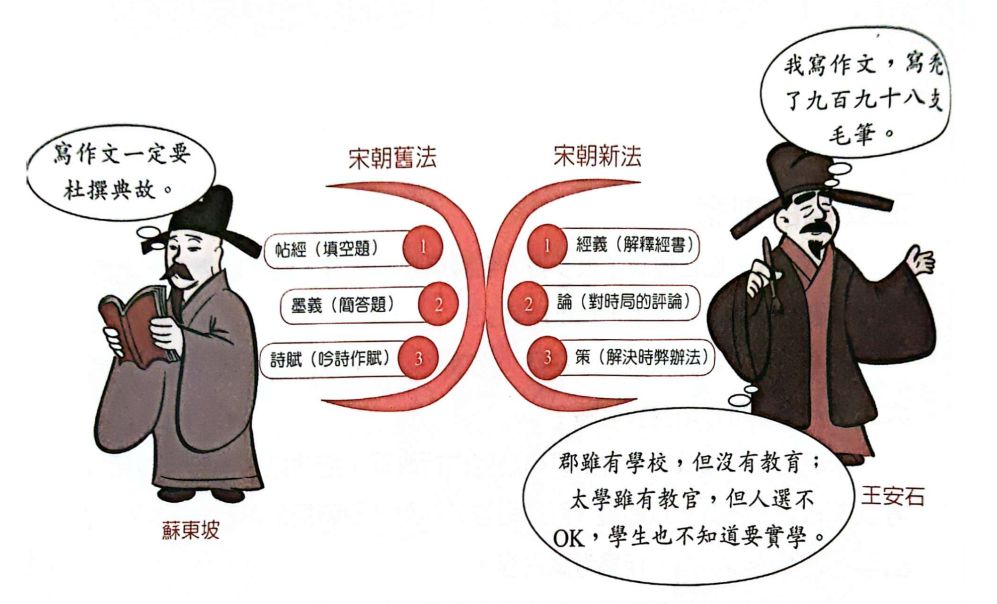 我寫作文，寫禿
了九百九十八支
毛筆。
寫作文一定要
杜撰典故。
宋朝舊法
宋朝新法
帖經（填空題）
1
1
經義（解釋經書）
墨義（簡答題）
2
2
論（對時局的評論）
詩賦（吟詩作賦）
3
3
策（解決時弊辦法）
郡雖有學校，但沒有教育；
太學雖有教官，但人選不
OK，學生也不知道要實學。
蘇東坡
王安石